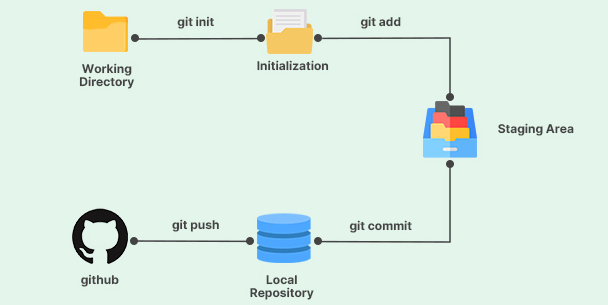 git init
git add
Working
Directory
Initialization
Staging Area
git push
git commit
github
Local
Repository